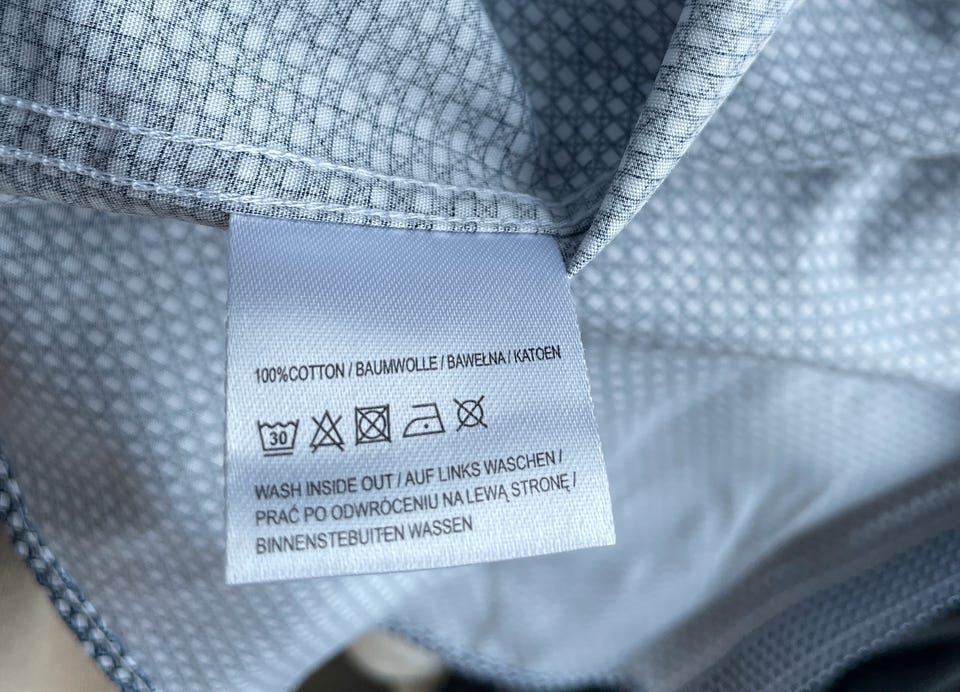 100%COTTON / BAUMWOLLE / BAWEŁNA / KATOEN
30
WASH INSIDE OUT / AUF LINKS WASCHEN /
PRAĆ PO ODWRÓCENIU NA LEWĄ STRONĘ /
BINNENSTEBUITEN WASSEN